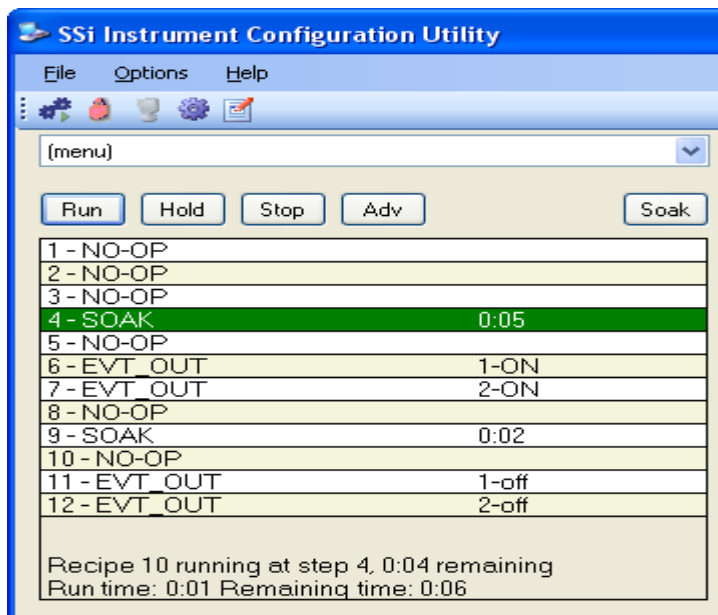 SSi Instrument Configuration Utility
File Options Help
(menu)
Run Hold Stop Adv Soak
1 - NO-OP
2 - NO-OP
3 - NO-OP
4 - SOAK 0:05
5 - NO-OP
6 - EVT_OUT 1-ON
7 - EVT_OUT 2-ON
8 - NO-OP
9 - SOAK 0:02
10 - NO-OP
11 - EVT_OUT 1-off
12 - EVT_OUT 2-off
Recipe 10 running at step 4, 0:04 remaining
Run time: 0:01 Remaining time: 0:06